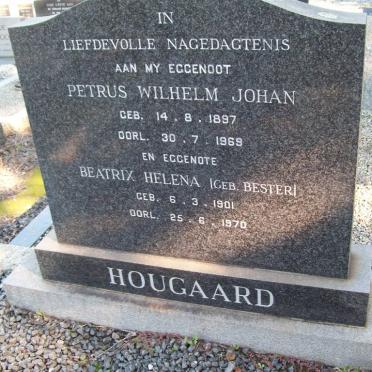 IN
LIEFDEVOLLE NAGEDAGTENIS
AAN MY EGGENOOT
PETRUS WILHELM JOHAN
GEB. 14 . 8 . 1897
OORL. 30 . 7 . 1969
EN EGGENOTE
BEATRIX HELENA (GEB. BESTER)
GEB. 6 . 3 . 1901
OORL. 25 . 6 . 1970
HOUGAARD